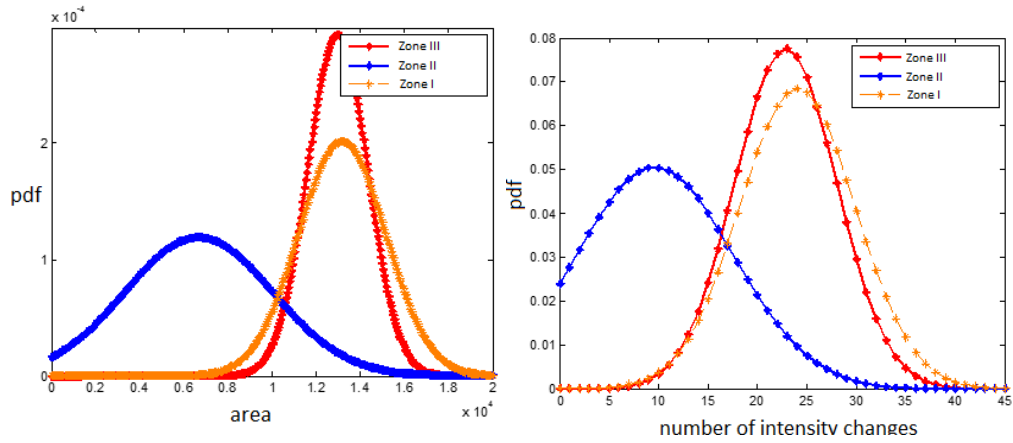 x 10⁻⁴
Zone III
Zone II
Zone I
2
1
0
pdf
0 0.2 0.4 0.6 0.8 1 1.2 1.4 1.6 1.8 2
x 10⁴
area
0.08
0.07
0.06
0.05
0.04
0.03
0.02
0.01
0
pdf
Zone III
Zone II
Zone I
0 5 10 15 20 25 30 35 40 45
number of intensity changes